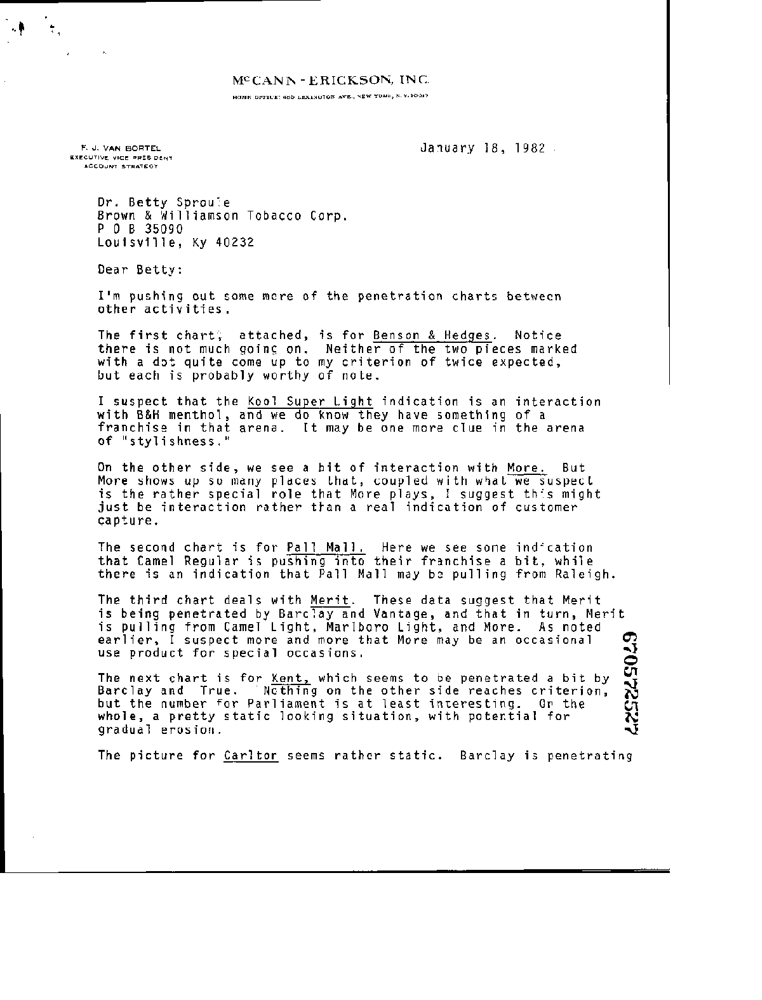 McCANN-ERICKSON, INC.
HOME OFFICE: 485 LEXINGTON AVE., NEW YORK, N.Y. 10017
F. J. VAN BORTEL
EXECUTIVE VICE PRESIDENT
ACCOUNT STRATEGY
January 18, 1982
Dr. Betty Sproule
Brown & Williamson Tobacco Corp.
P O B 35090
Louisville, Ky 40232
Dear Betty:
I'm pushing out some more of the penetration charts between
other activities.
The first chart, attached, is for Benson & Hedges. Notice
there is not much going on. Neither of the two pieces marked
with a dot quite come up to my criterion of twice expected,
but each is probably worthy of note.
I suspect that the Kool Super Light indication is an interaction
with B&H menthol, and we do know they have something of a
franchise in that arena. It may be one more clue in the arena
of "stylishness."
On the other side, we see a bit of interaction with More. But
More shows up so many places that, coupled with what we suspect
is the rather special role that More plays, I suggest this might
just be interaction rather than a real indication of customer
capture.
The second chart is for Pall Mall. Here we see some indication
that Camel Regular is pushing into their franchise a bit, while
there is an indication that Pall Mall may be pulling from Raleigh.
The third chart deals with Merit. These data suggest that Merit
is being penetrated by Barclay and Vantage, and that in turn, Merit
is pulling from Camel Light, Marlboro Light, and More. As noted
earlier, I suspect more and more that More may be an occasional
use product for special occasions.
The next chart is for Kent, which seems to be penetrated a bit by
Barclay and True. Nothing on the other side reaches criterion,
but the number for Parliament is at least interesting. On the
whole, a pretty static looking situation, with potential for
gradual erosion.
The picture for Carlton seems rather static. Barclay is penetrating
670572527